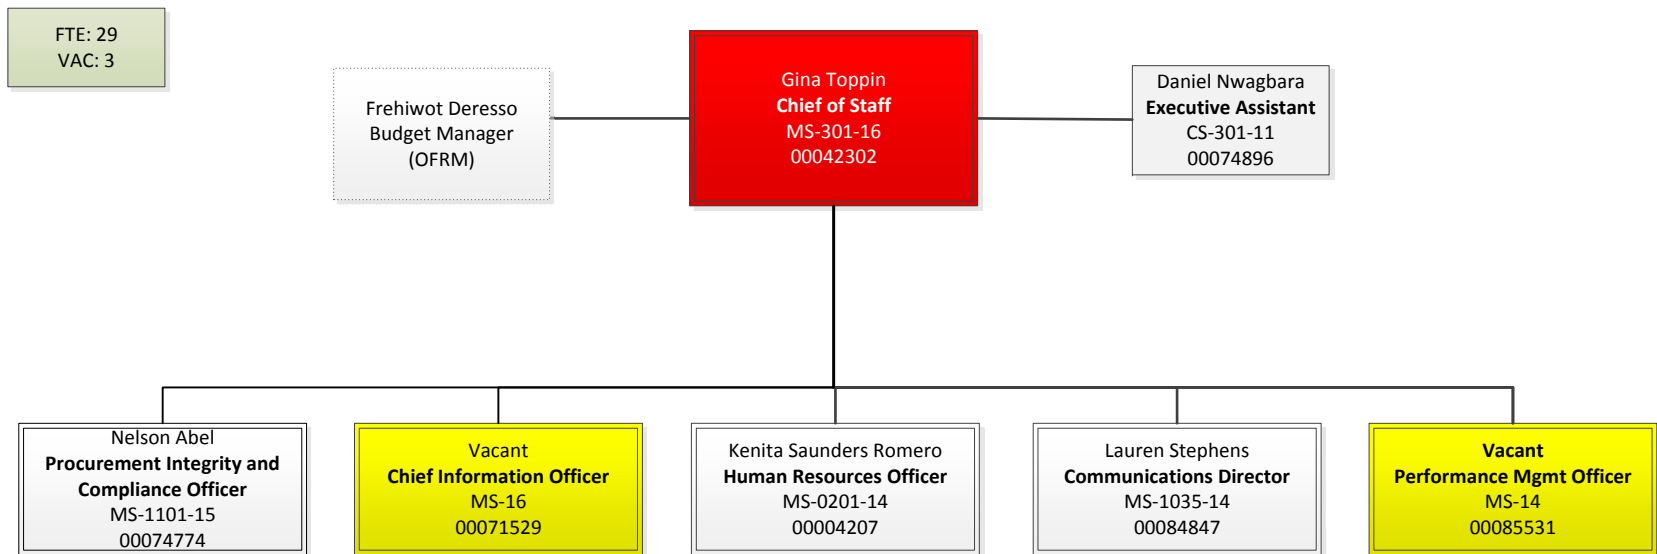 FTE: 29
VAC: 3
Frehiwot Deresso
Budget Manager
(OFRM)
Gina Toppin
Chief of Staff
MS-301-16
00042302
Daniel Nwagbara
Executive Assistant
CS-301-11
00074896
Nelson Abel
Procurement Integrity and
Compliance Officer
MS-1101-15
00074774
Vacant
Chief Information Officer
MS-16
00071529
Kenita Saunders Romero
Human Resources Officer
MS-0201-14
00004207
Lauren Stephens
Communications Director
MS-1035-14
00084847
Vacant
Performance Mgmt Officer
MS-14
00085531